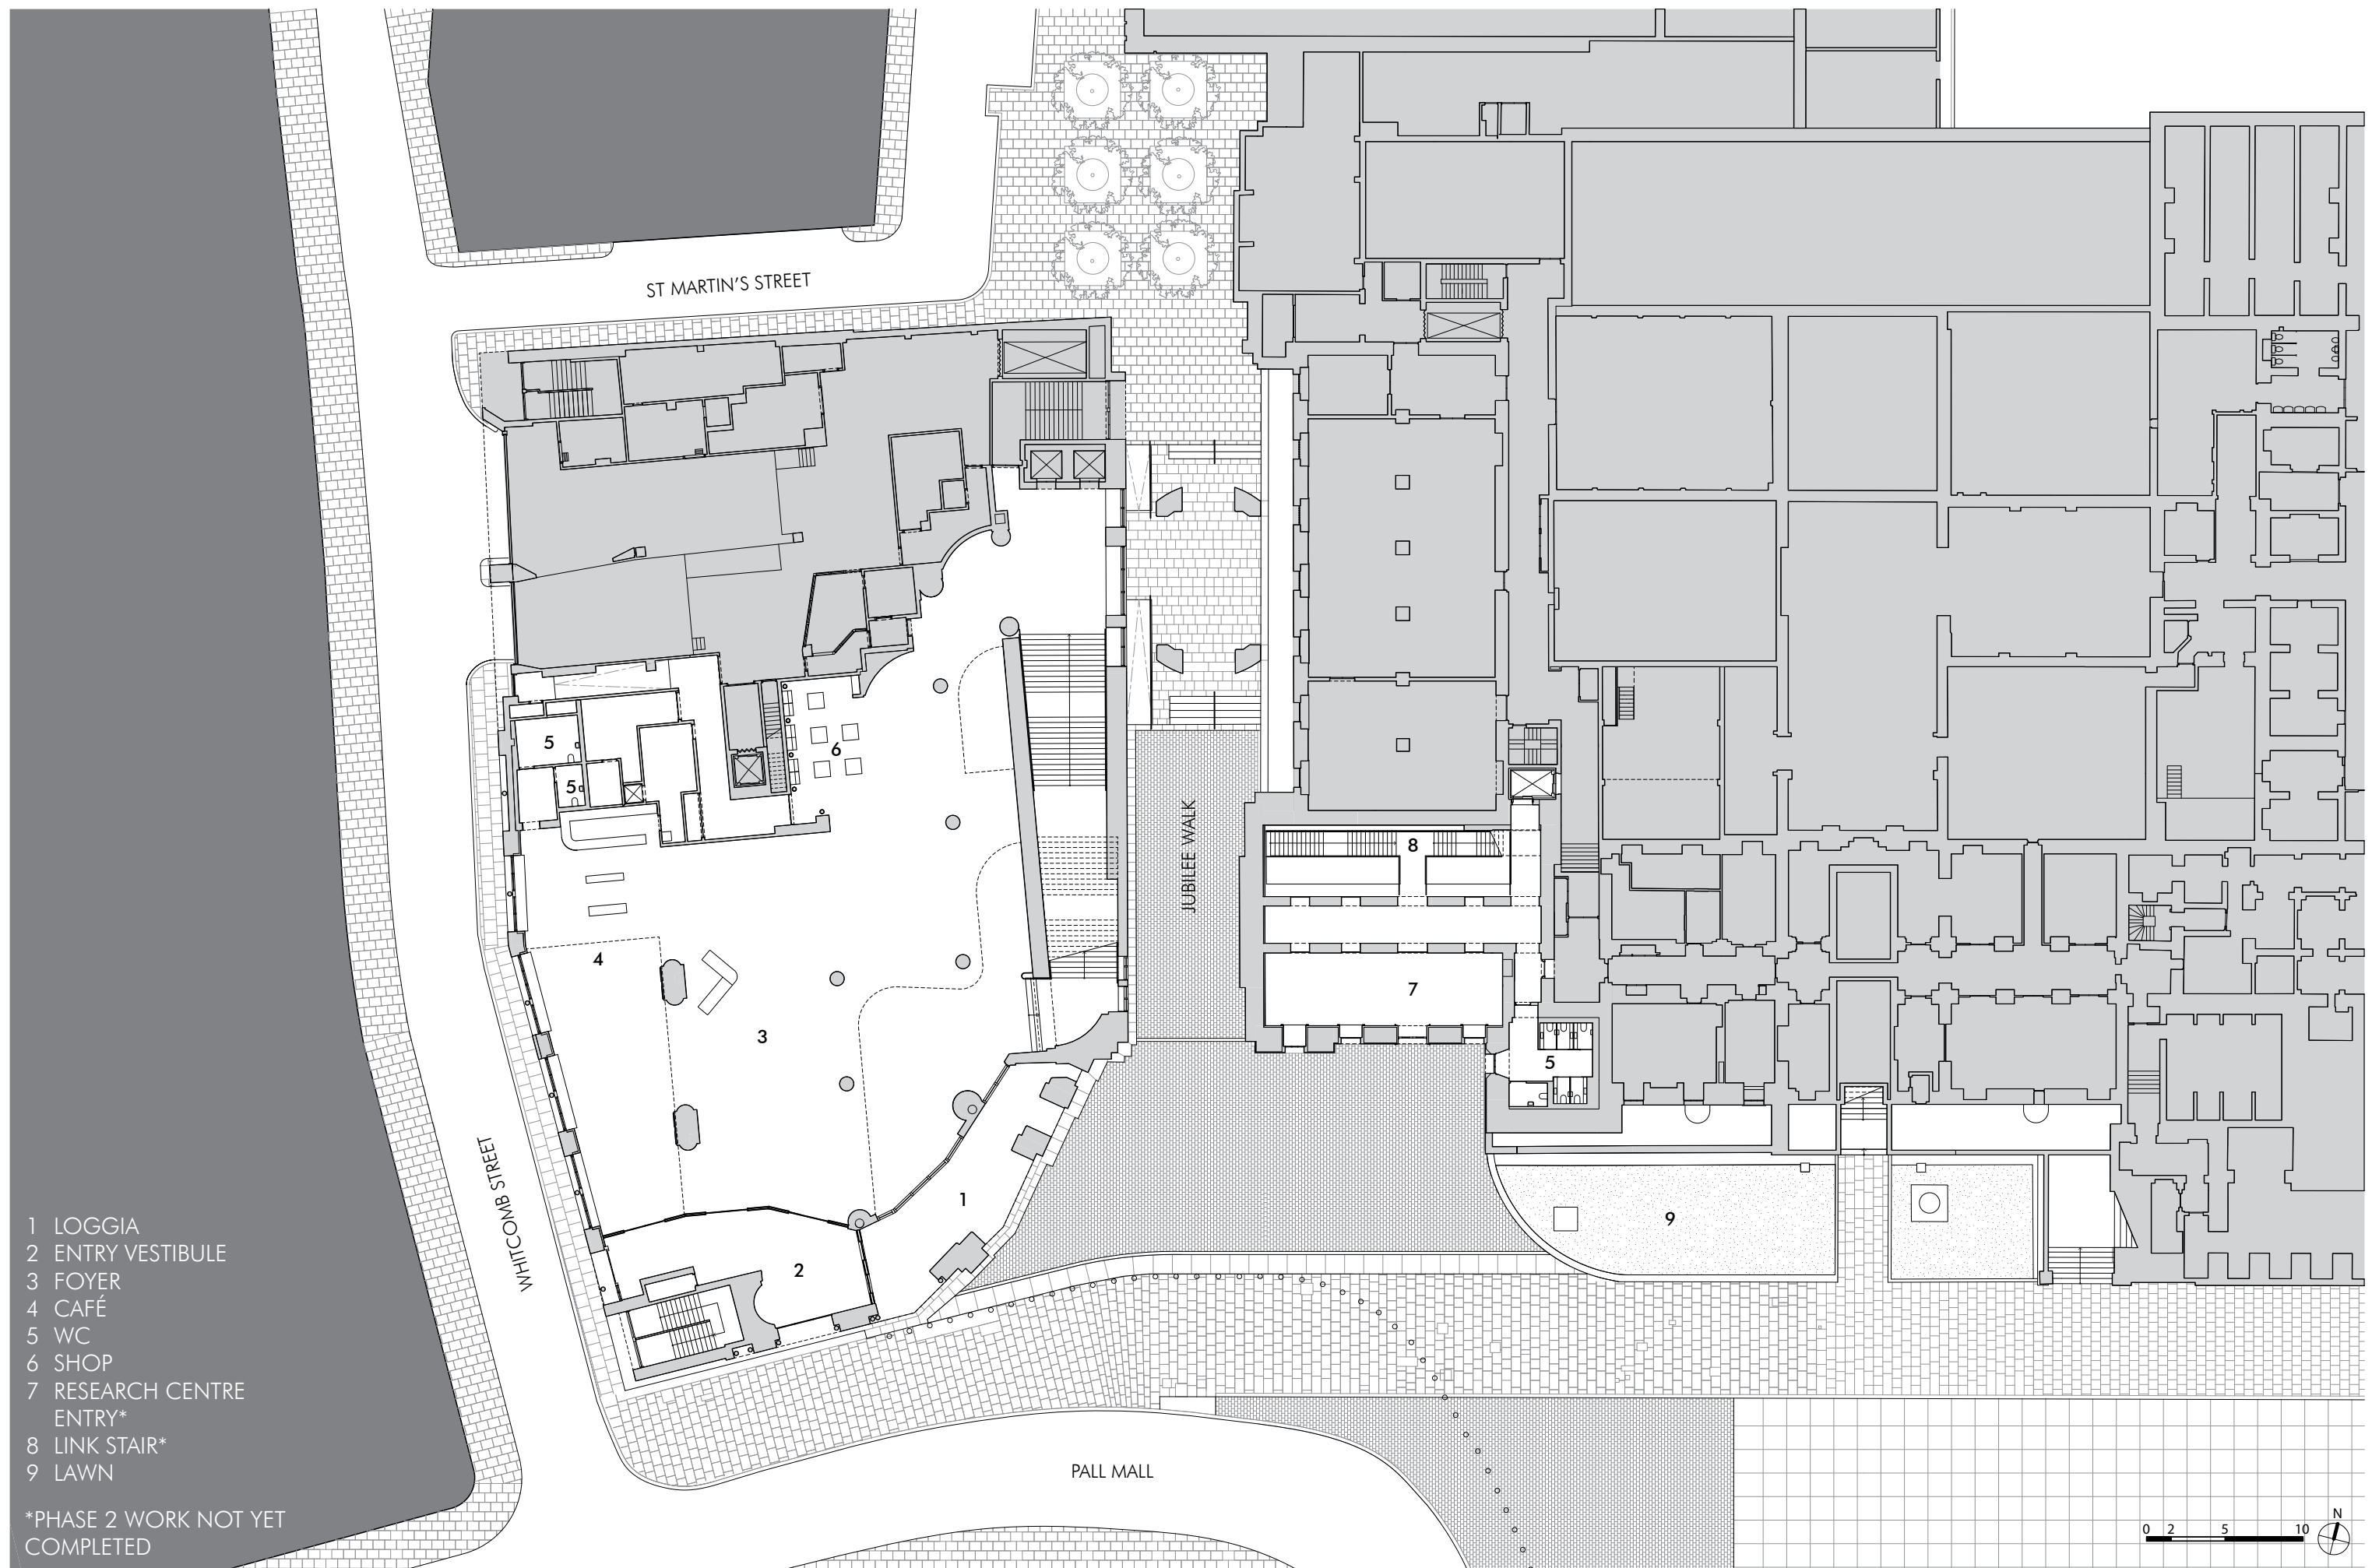 ST MARTIN'S STREET
5
5
6
8
JUBILEE WALK
4
7
3
5
1
9
2
WHITCOMB STREET
1 LOGGIA
2 ENTRY VESTIBULE
3 FOYER
4 CAFÉ
5 WC
6 SHOP
7 RESEARCH CENTRE
ENTRY*
8 LINK STAIR*
9 LAWN
*PHASE 2 WORK NOT YET
COMPLETED
PALL MALL
0 2 5 10
N